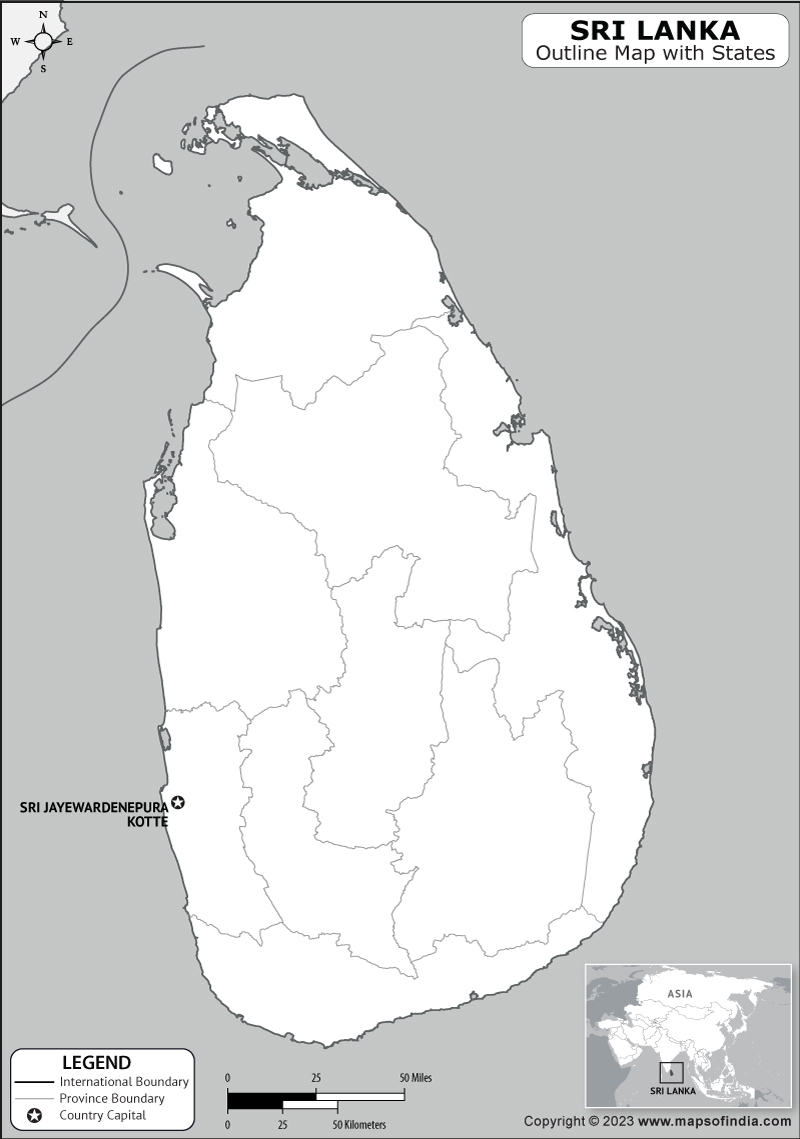 N
W E
S
SRI LANKA
Outline Map with States
SRI JAYEWARDENEPURA
KOTTE
ASIA
SRI LANKA
LEGEND
International Boundary
Province Boundary
Country Capital
0 25 50 Miles
0 25 50 Kilometers
Copyright © 2023 www.mapsofindia.com